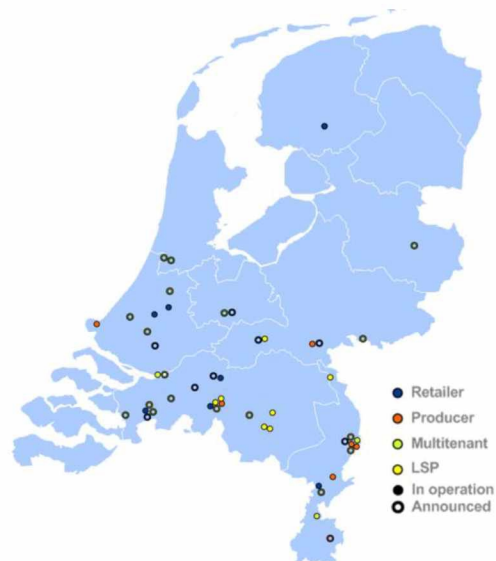 Retailer
Producer
Multitenant
LSP
In operation
Announced